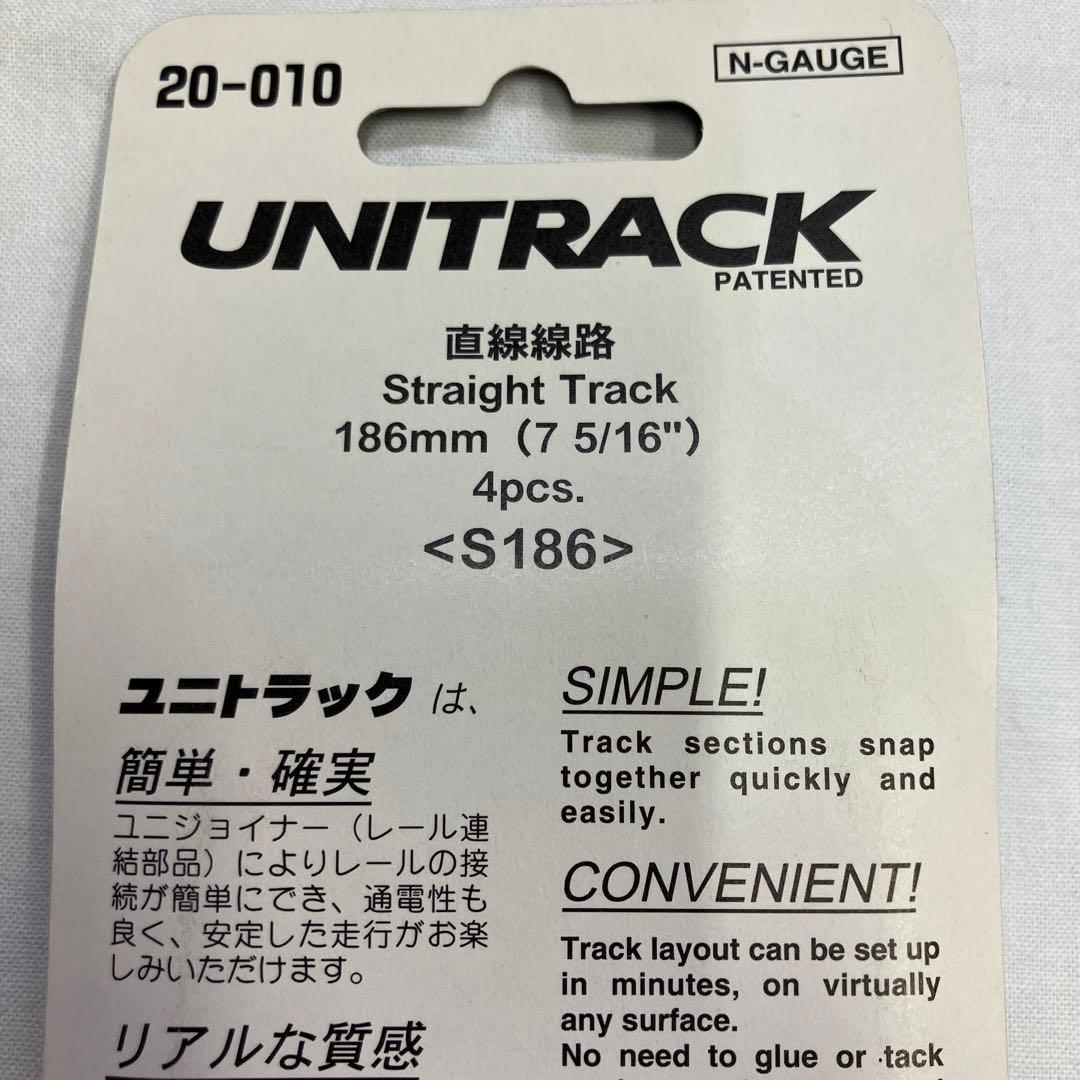 20-010
N-GAUGE
UNITRACK
PATENTED
直線線路
Straight Track
186mm（7 5/16"）
4pcs.
<S186>
ユニトラックは、
簡単・確実
ユニジョイナー（レール連
結部品）によりレールの接
続が簡単にでき、通電性も
良く、安定した走行がお楽
しみいただけます。
リアルな質感
SIMPLE!
Track sections snap
together quickly and
easily.
CONVENIENT!
Track layout can be set up
in minutes, on virtually
any surface.
No need to glue or tack